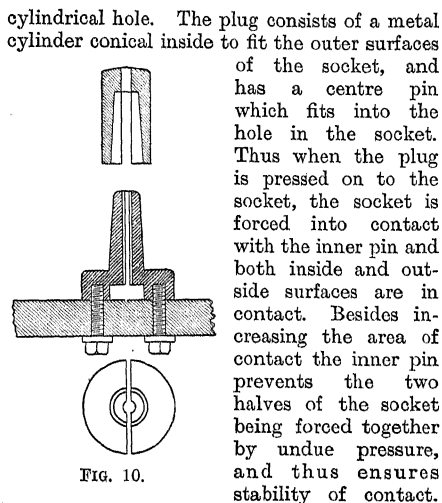 cylindrical hole. The plug consists of a metal
cylinder conical inside to fit the outer surfaces
of the socket, and
has a centre pin
which fits into the
hole in the socket.
Thus when the plug
is pressed on to the
socket, the socket is
forced into contact
with the inner pin and
both inside and out-
side surfaces are in
contact. Besides in-
creasing the area of
contact the inner pin
prevents the two
halves of the socket
being forced together
by undue pressure,
and thus ensures
stability of contact.
FIG. 10.